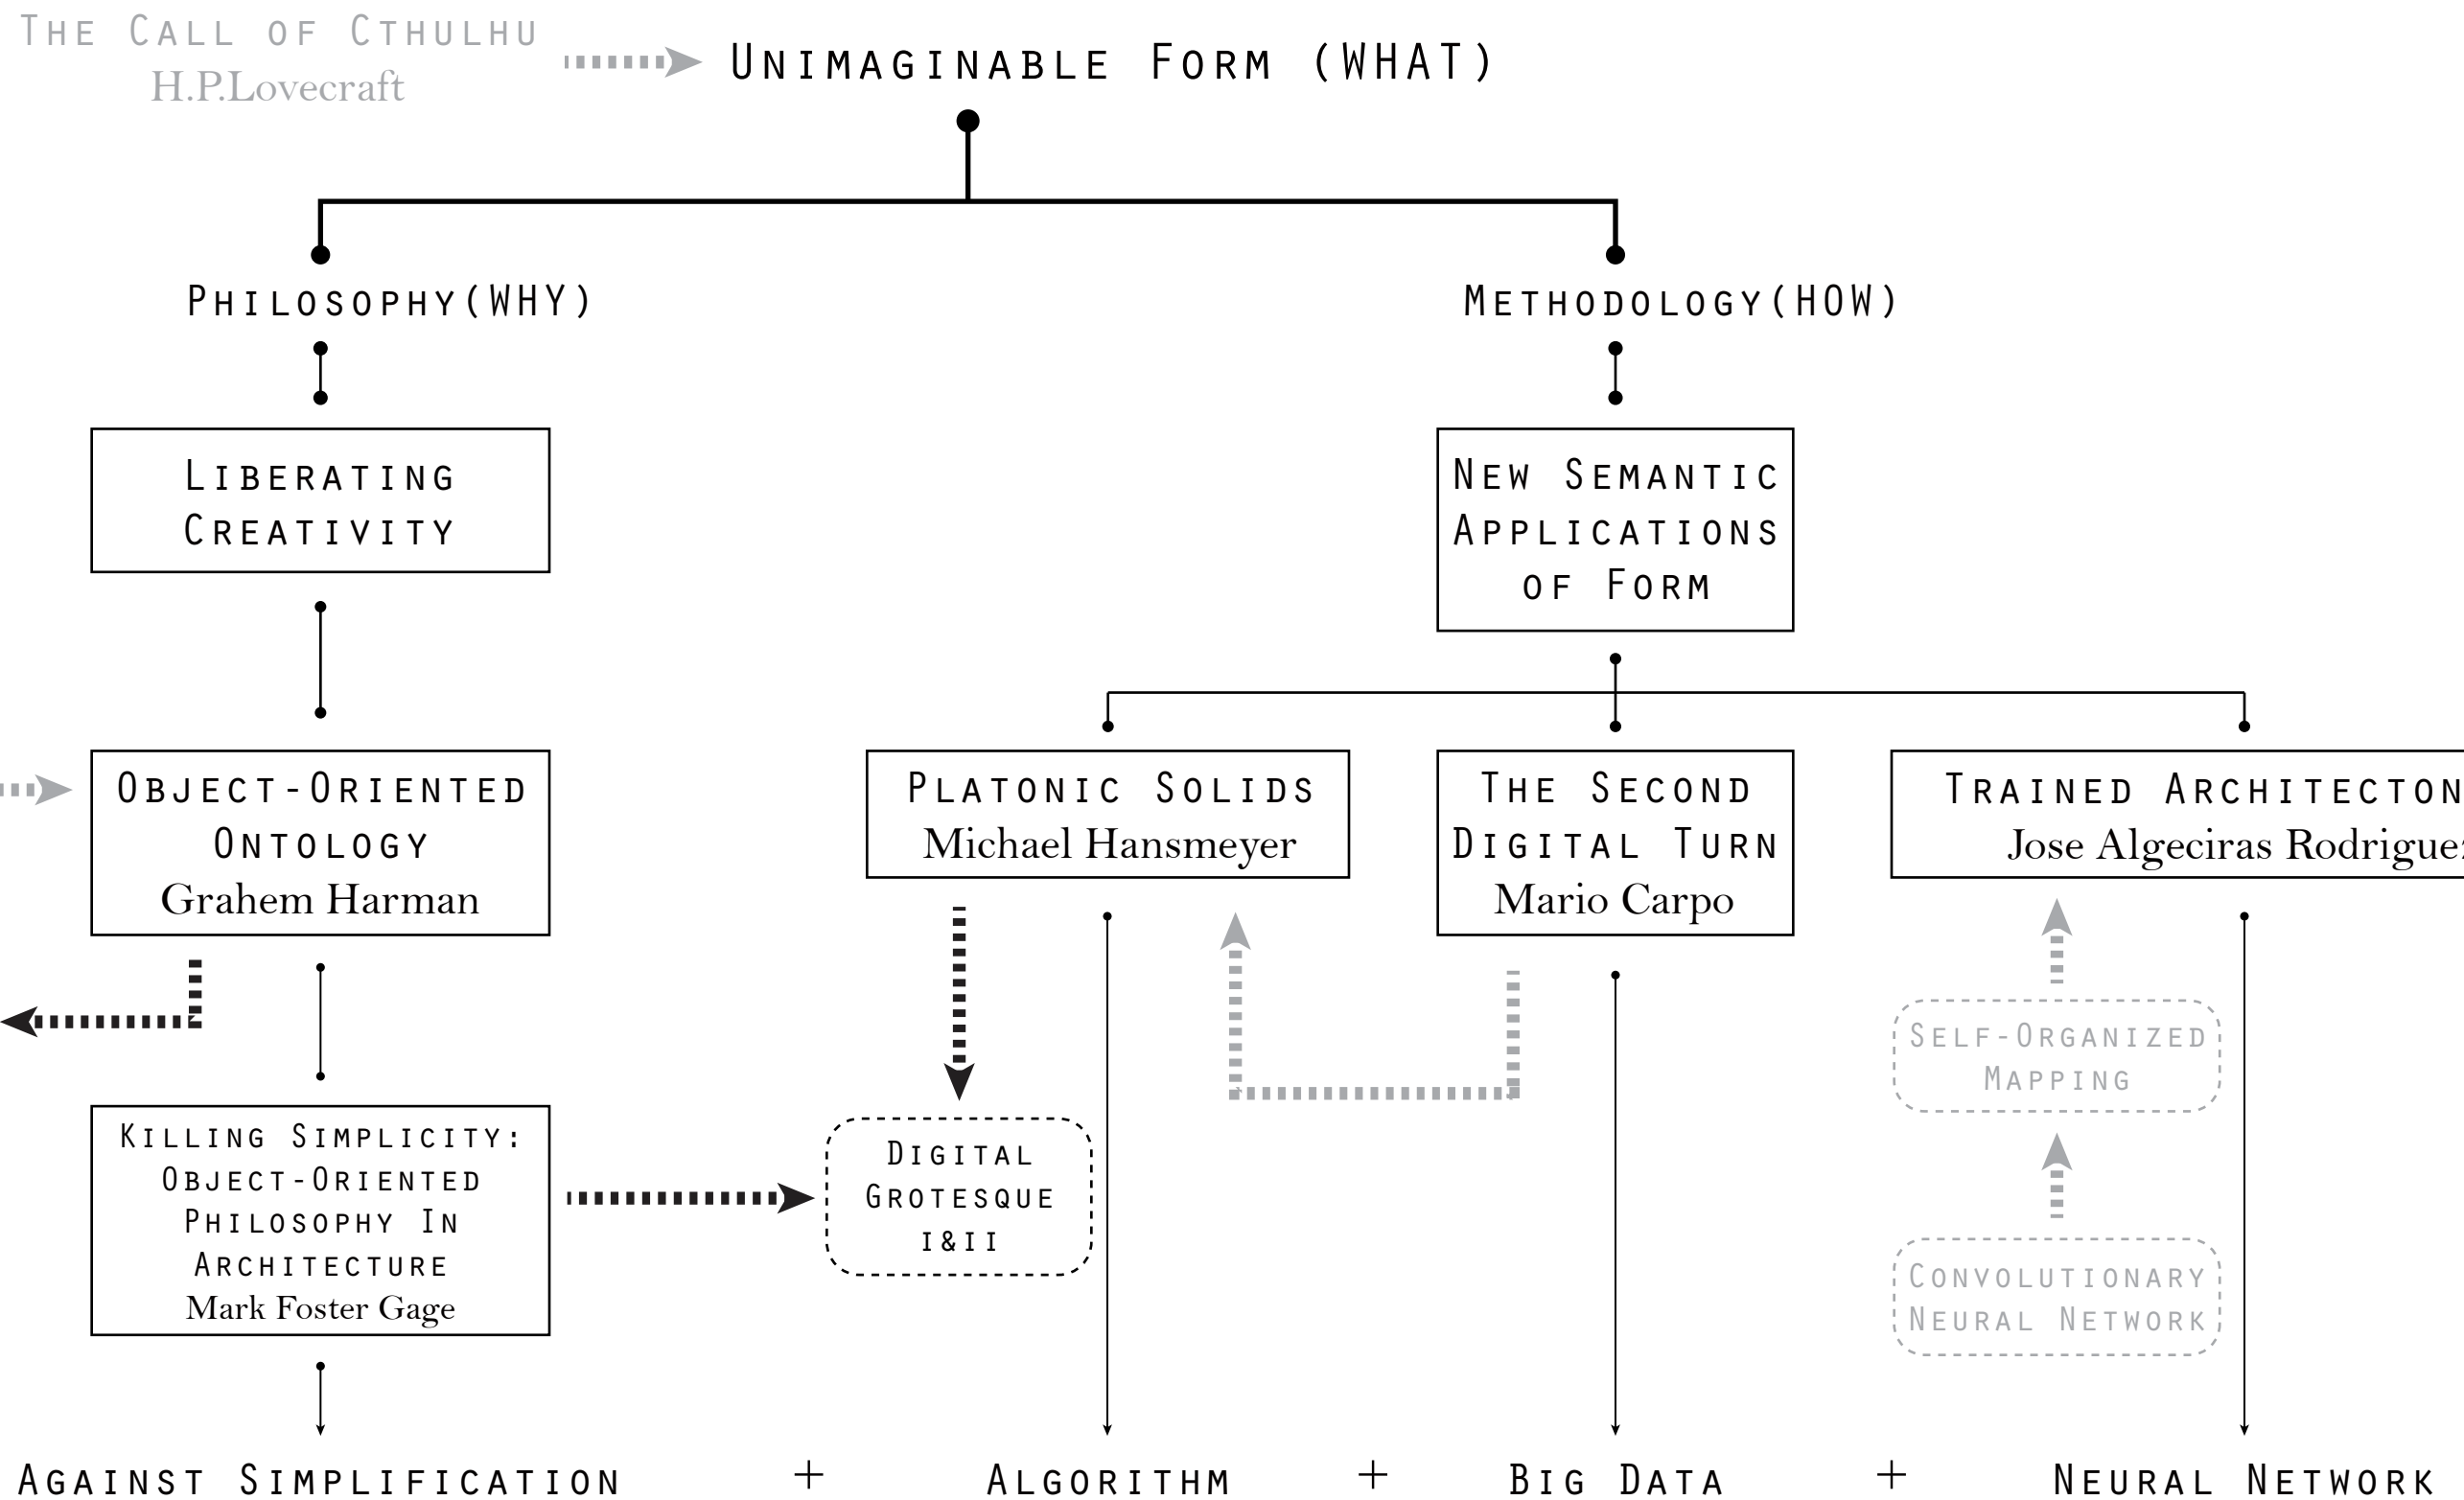 The Call of Cthulhu
H.P.Lovecraft
Unimaginable Form (WHAT)
Philosophy(WHY)
Methodology(HOW)
Liberating
Creativity
New Semantic
Applications
of Form
Object-Oriented
Ontology
Grahem Harman
Platonic Solids
Michael Hansmeyer
The Second
Digital Turn
Mario Carpo
Trained Architecton
Jose Algeciras Rodriguez
Self-Organized
Mapping
Killing Simplicity:
Object-Oriented
Philosophy In
Architecture
Mark Foster Gage
Digital
Grotesque
I&II
Convolutionary
Neural Network
Against Simplification + Algorithm + Big Data + Neural Network